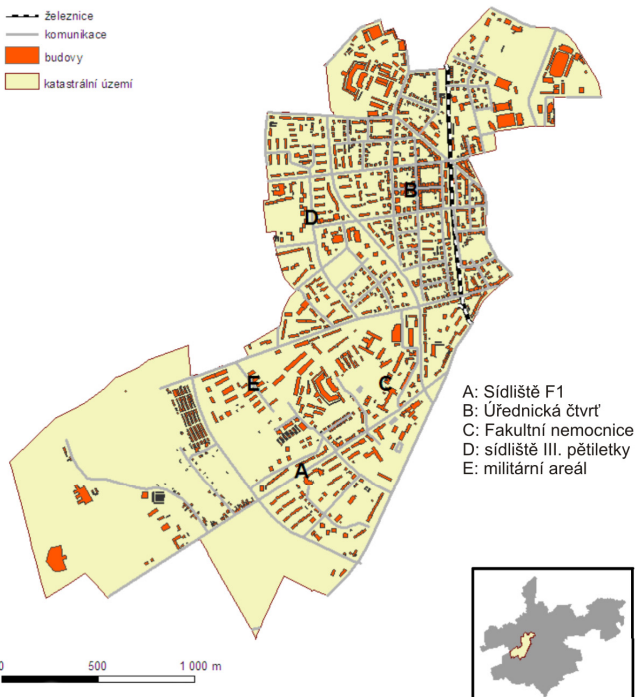 železnice
komunikace
budovy
katastrální území
B
D
E
C
A
A: Sídliště F1
B: Úřednická čtvrť
C: Fakultní nemocnice
D: sídliště III. pětiletky
E: militární areál
0 500 1 000 m